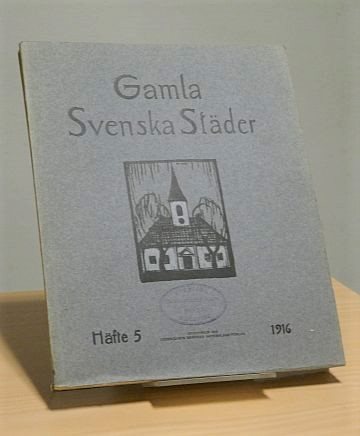 Gamla
Svenska Städer
Häfte 5
1916